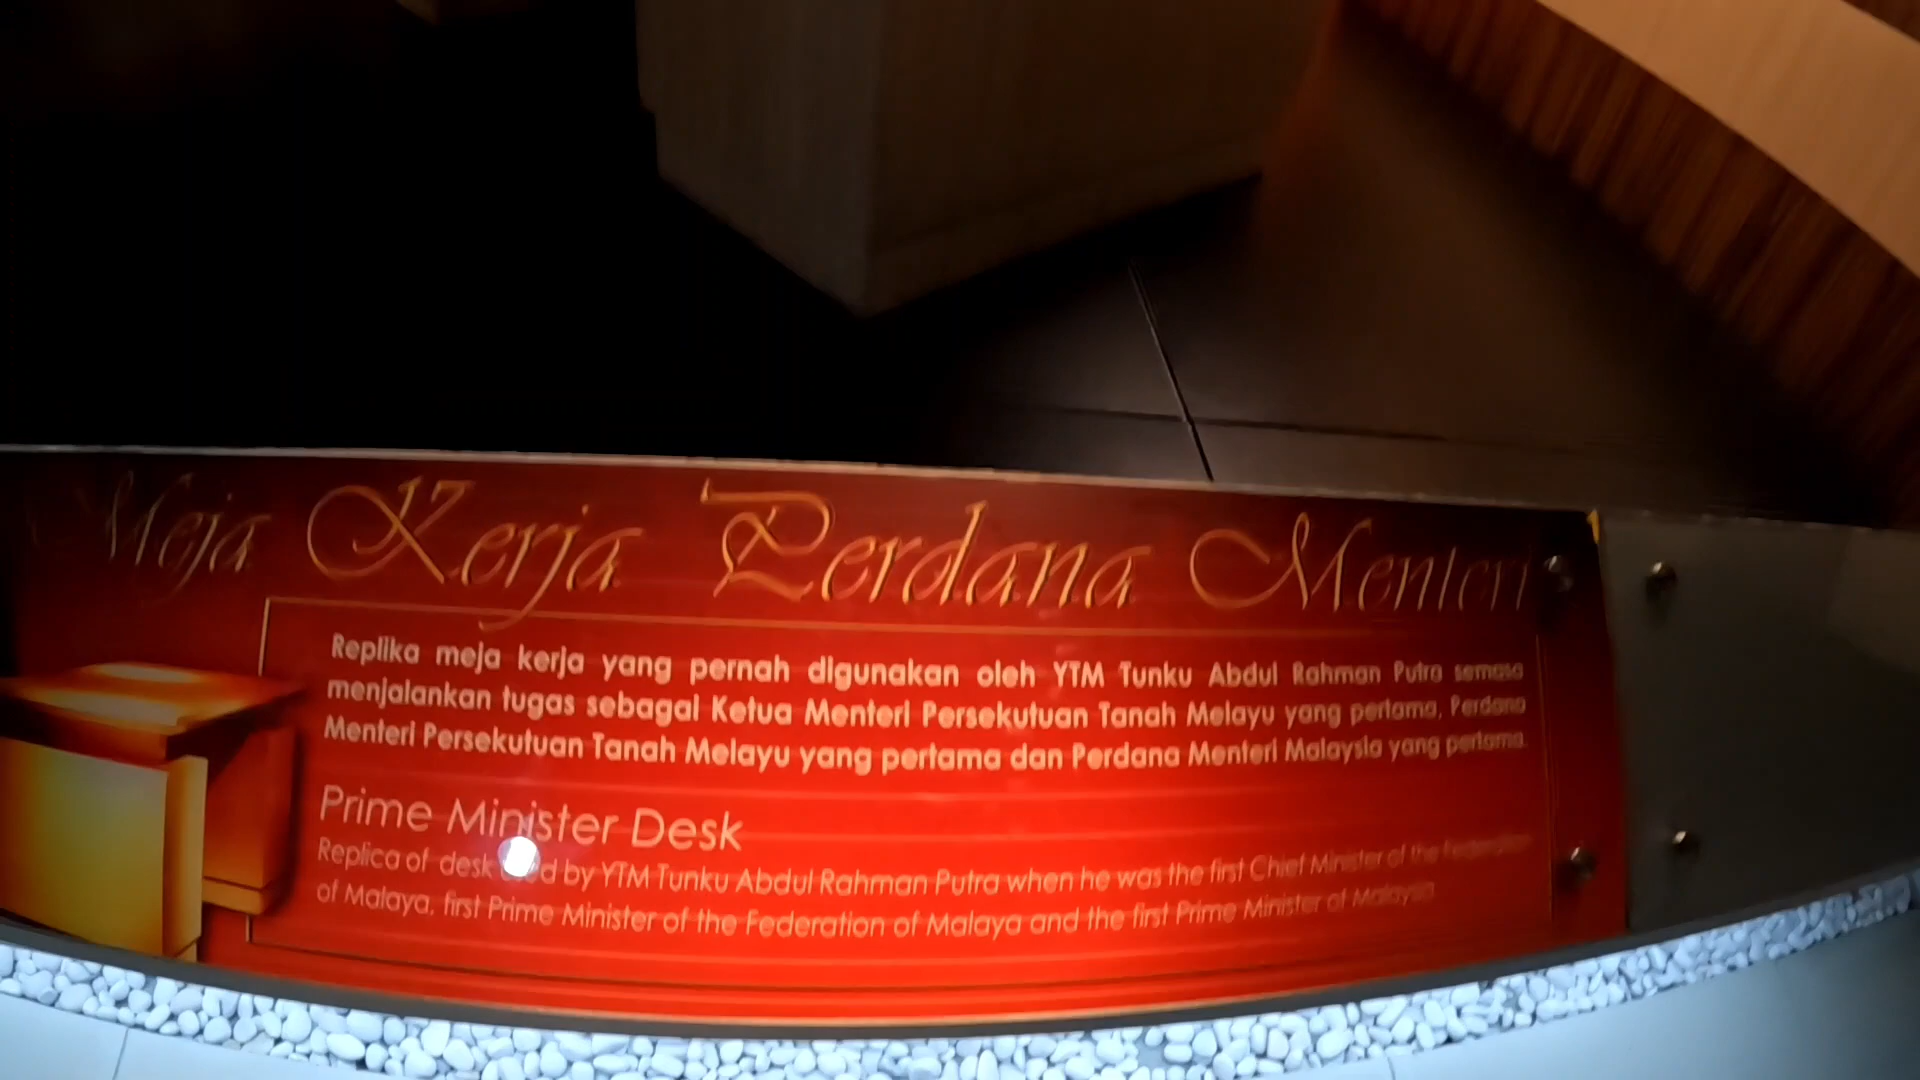 Meja Kerja Perdana Menteri
Replika meja kerja yang pernah digunakan oleh YTM Tunku Abdul Rahman Putra semasa
menjalankan tugas sebagai Ketua Menteri Persekutuan Tanah Melayu yang pertama, Perdana
Menteri Persekutuan Tanah Melayu yang pertama dan Perdana Menteri Malaysia yang pertama.
Prime Minister Desk
Replica of desk by YTM Tunku Abdul Rahman Putra when he was the first Chief Minister of the Federation
of Malaya, first Prime Minister of the Federation of Malaya and the first Prime Minister of Malaysia